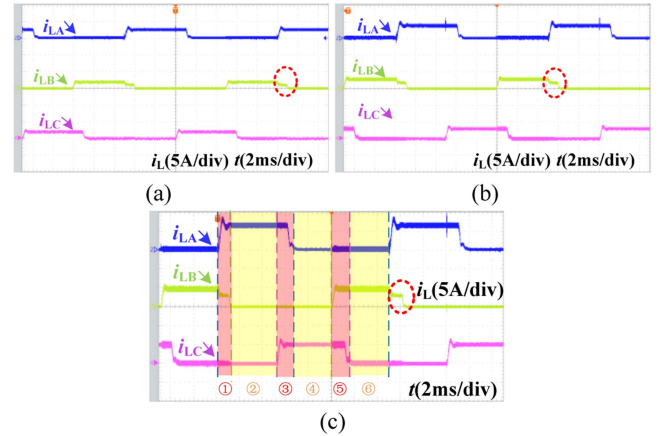 iLA
iLB
iLC
iL(5A/div) t(2ms/div)
(a)
iLA
iLB
iLC
iL(5A/div) t(2ms/div)
(b)
iLA
iLB
iL(5A/div)
iLC
① ② ③ ④ ⑤ ⑥
t(2ms/div)
(c)